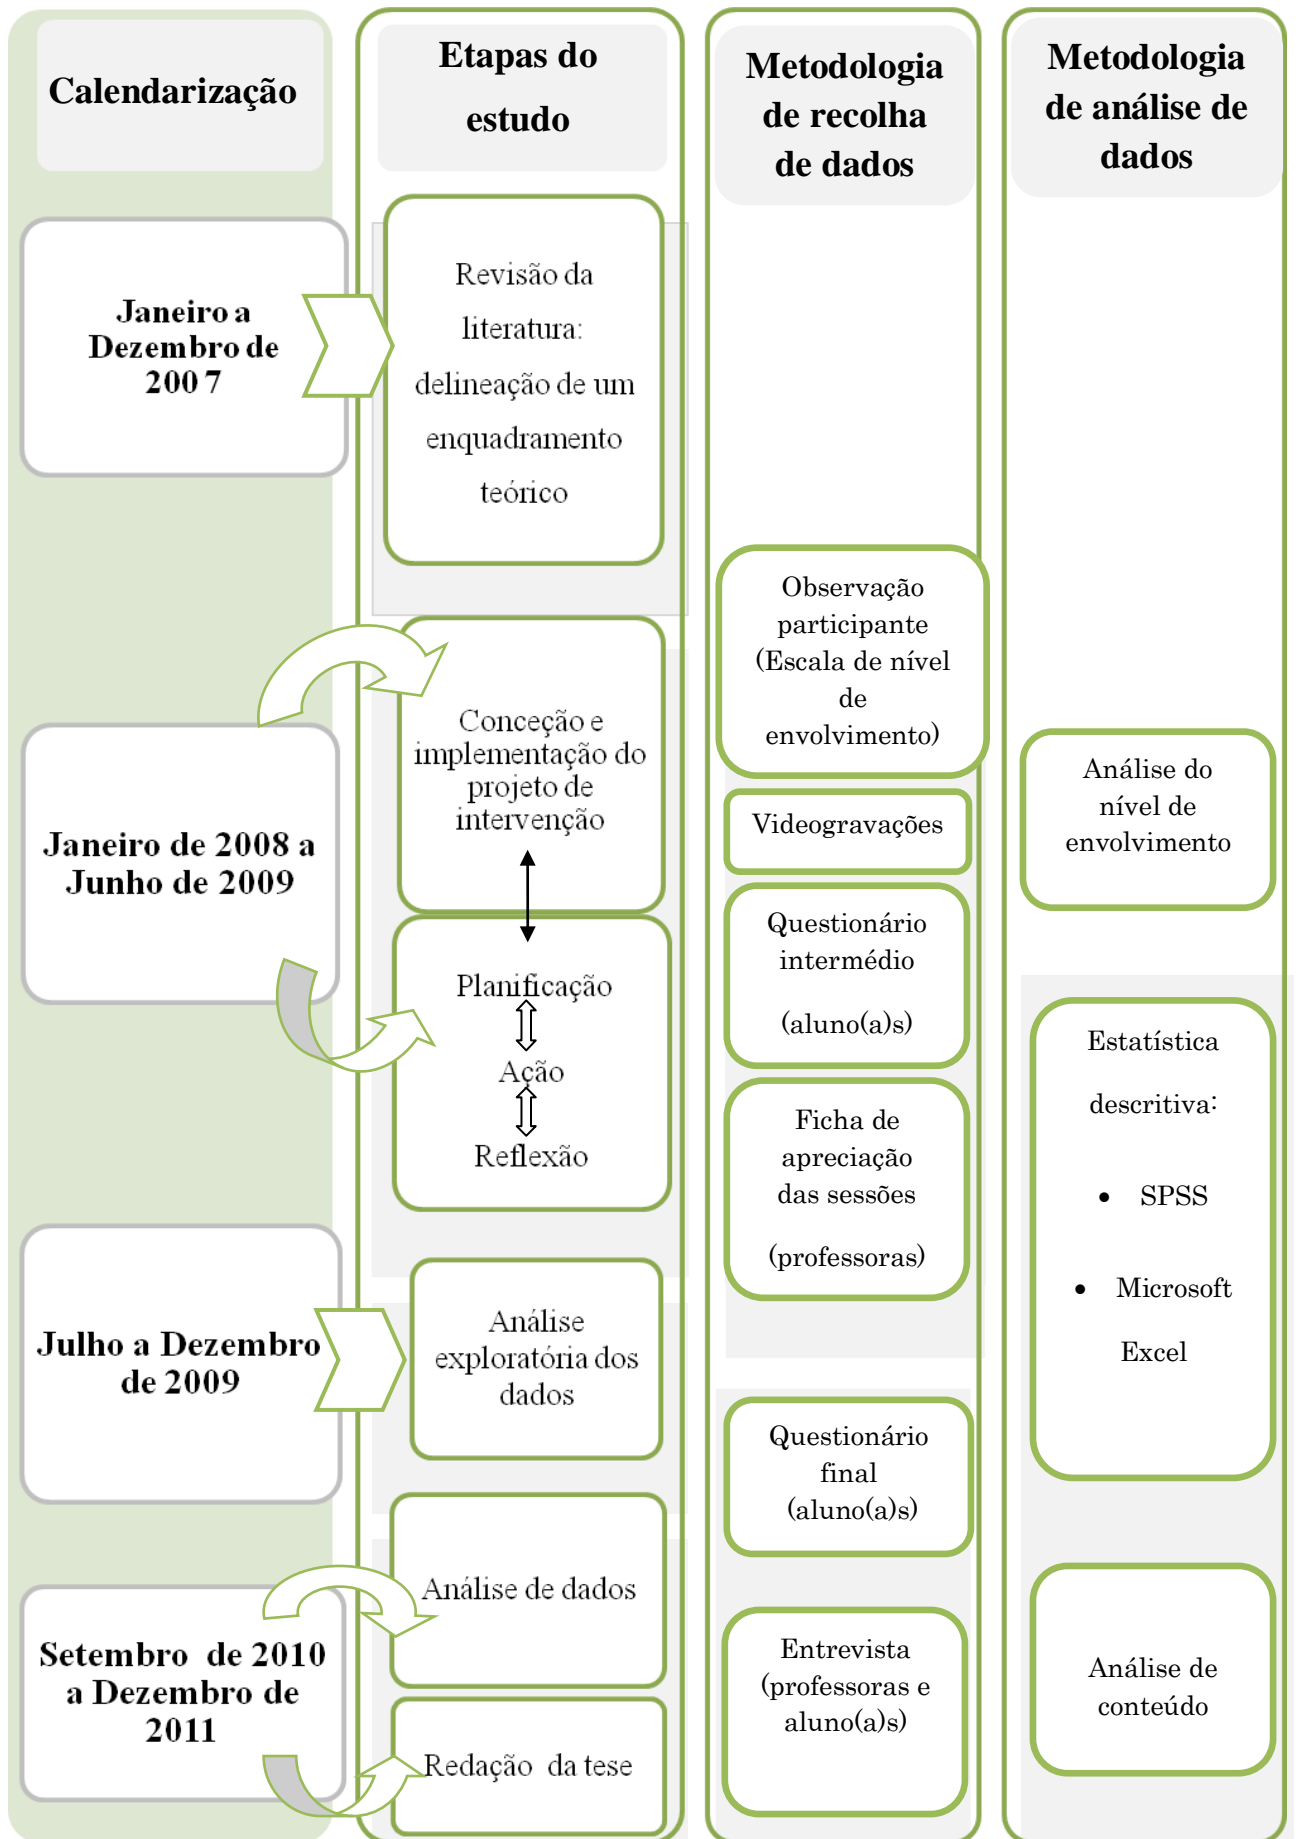 Calendarização
Janeiro a
Dezembro de
2007
Janeiro de 2008 a
Junho de 2009
Julho a Dezembro
de 2009
Setembro de 2010
a Dezembro de
2011
Etapas do
estudo
Revisão da
literatura:
delineação de um
enquadramento
teórico
Conceção e
implementação do
projeto de
intervenção
Planificação
Ação
Reflexão
Análise
exploratória dos
dados
Análise de dados
Redação da tese
Metodologia
de recolha
de dados
Observação
participante
(Escala de nível
de
envolvimento)
Videogravações
Questionário
intermédio
(aluno(a)s)
Ficha de
apreciação
das sessões
(professoras)
Questionário
final
(aluno(a)s)
Entrevista
(professoras e
aluno(a)s)
Metodologia
de análise de
dados
Análise do
nível de
envolvimento
Estatística
descritiva:
• SPSS
• Microsoft
Excel
Análise de
conteúdo